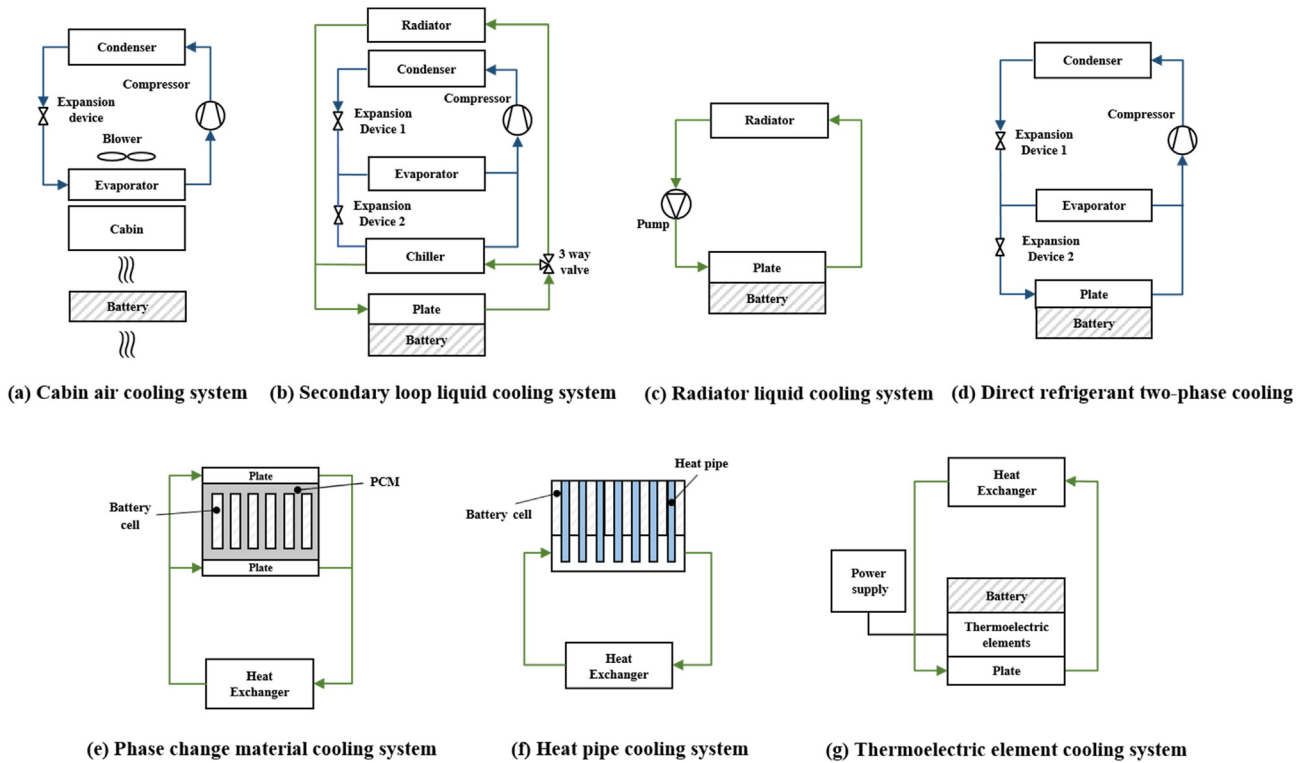 Condenser
Compressor
Expansion
device
Blower
Evaporator
Cabin
Battery
(a) Cabin air cooling system
Radiator
Condenser
Compressor
Expansion
Device 1
Evaporator
Expansion
Device 2
Chiller
3 way
valve
Plate
Battery
(b) Secondary loop liquid cooling system
Radiator
Pump
Plate
Battery
(c) Radiator liquid cooling system
Condenser
Compressor
Expansion
Device 1
Evaporator
Expansion
Device 2
Plate
Battery
(d) Direct refrigerant two-phase cooling
Plate
PCM
Battery
cell
Plate
Heat
Exchanger
(e) Phase change material cooling system
Heat pipe
Battery cell
Heat
Exchanger
(f) Heat pipe cooling system
Heat
Exchanger
Power
supply
Battery
Thermoelectric
elements
Plate
(g) Thermoelectric element cooling system